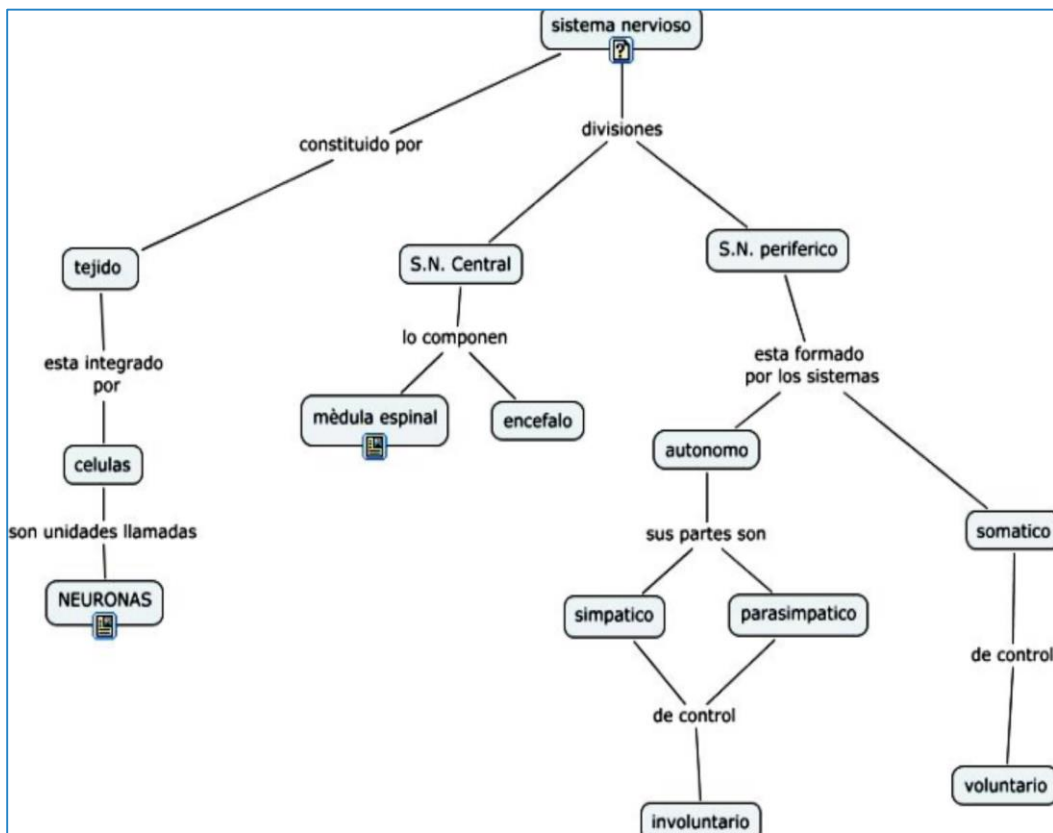 sistema nervioso
constituido por
divisiones
tejido
S.N. Central
S.N. periferico
esta integrado
por
lo componen
esta formado
por los sistemas
mèdula espinal
encefalo
autonomo
celulas
son unidades llamadas
sus partes son
somatico
NEURONAS
simpatico
parasimpatico
de control
de control
voluntario
involuntario